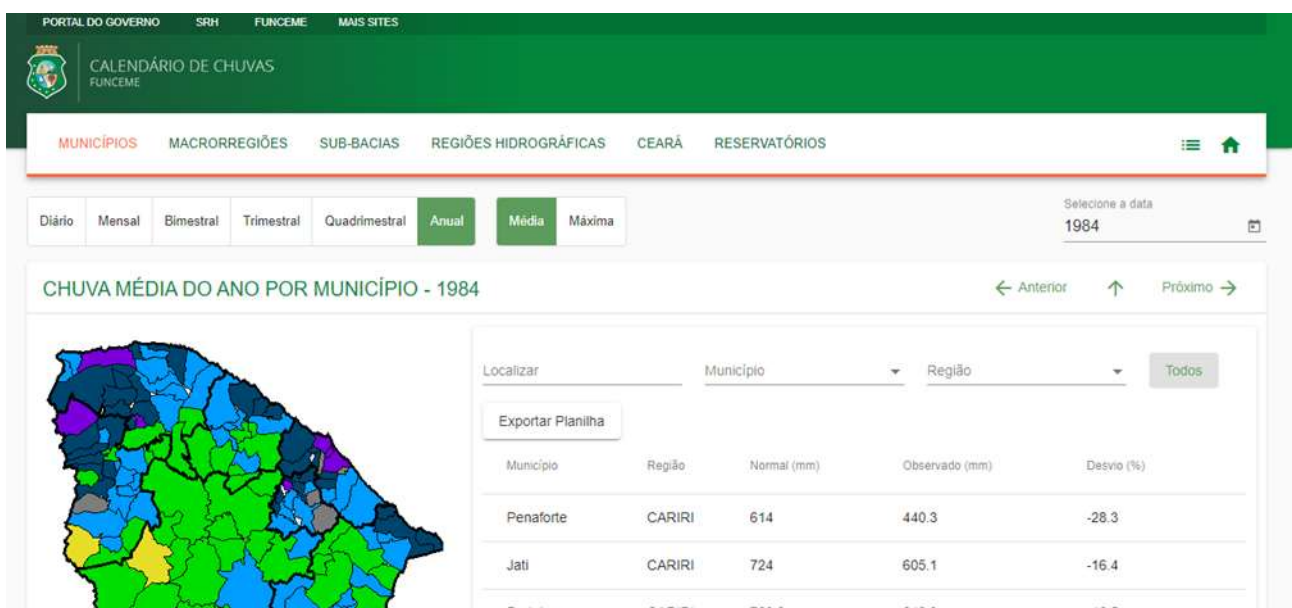 PORTAL DO GOVERNO SRH FUNCEME MAIS SITES
CALENDÁRIO DE CHUVAS
FUNCEME
MUNICÍPIOS MACRORREGIÕES SUB-BACIAS REGIÕES HIDROGRÁFICAS CEARÁ RESERVATÓRIOS
Selecione a data
Diário Mensal Bimestral Trimestral Quadrimestral Anual Média Máxima 1984
CHUVA MÉDIA DO ANO POR MUNICÍPIO - 1984 Anterior Próximo
Localizar Município Região Todos
Exportar Planilha
Município Região Normal (mm) Observado (mm) Desvio (%)
Penaforte CARIRI 614 440.3 -28.3
Jati CARIRI 724 605.1 -16.4